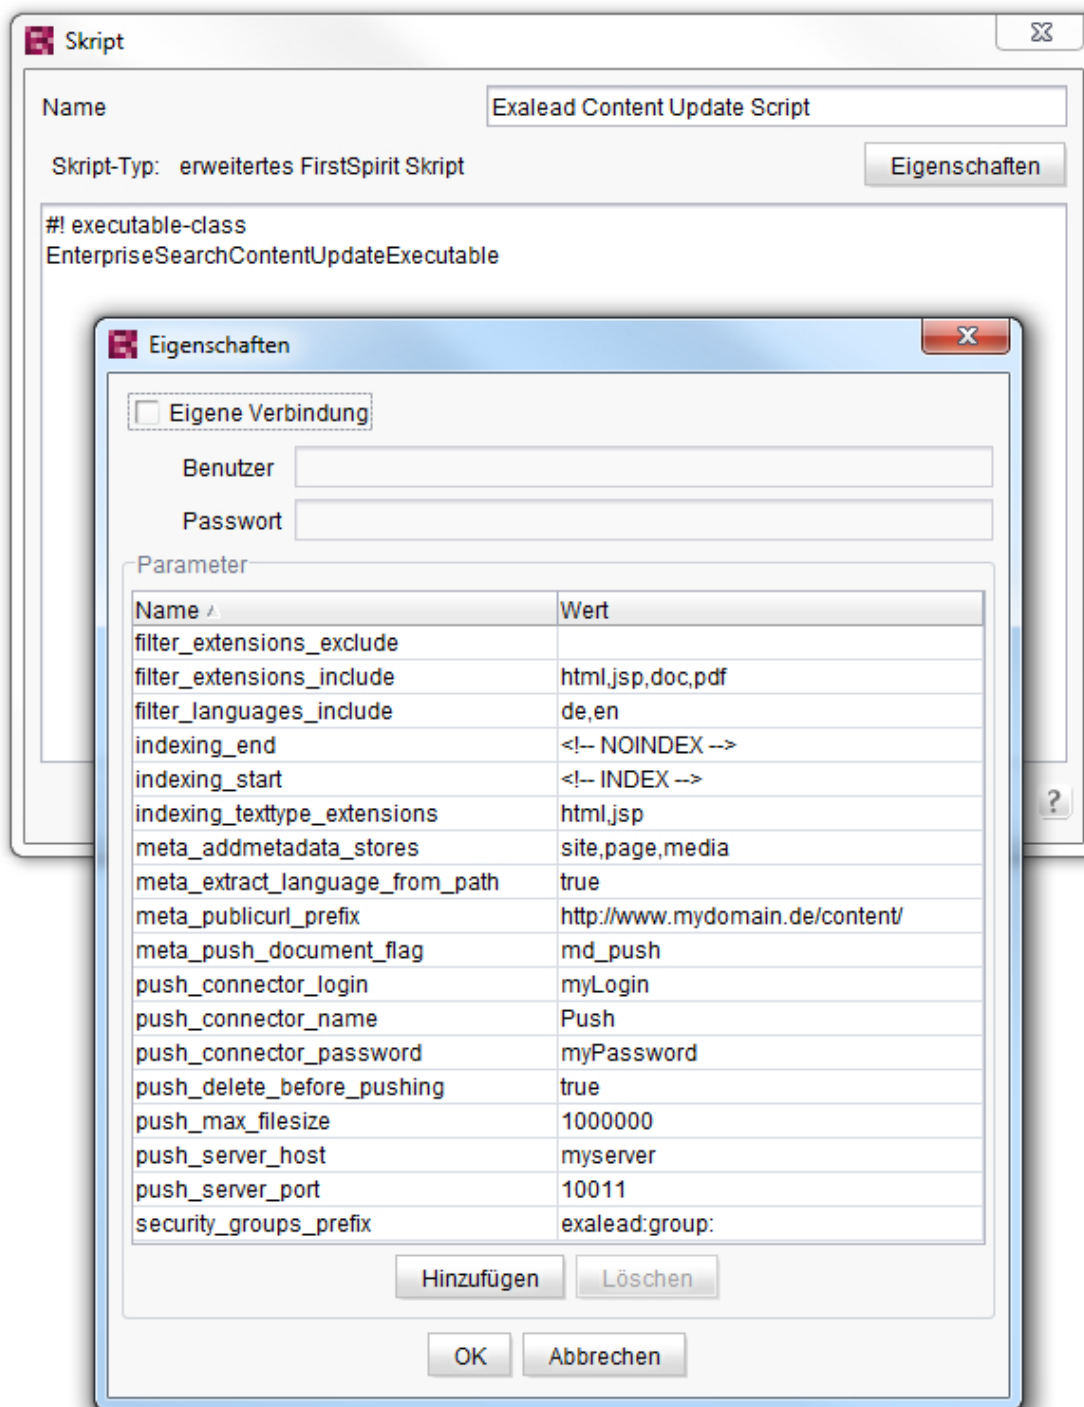 Skript
Name Exalead Content Update Script
Skript-Typ: erweitertes FirstSpirit Skript Eigenschaften
#! executable-class
EnterpriseSearchContentUpdateExecutable
Eigenschaften
Eigene Verbindung
Benutzer
Passwort
Parameter
Name Wert
filter_extensions_exclude
filter_extensions_include html,jsp,doc,pdf
filter_languages_include de,en
indexing_end <!-- NOINDEX -->
indexing_start <!-- INDEX -->
indexing_texttype_extensions html,jsp
meta_addmetadata_stores site,page,media
meta_extract_language_from_path true
meta_publicurl_prefix http://www.mydomain.de/content/
meta_push_document_flag md_push
push_connector_login myLogin
push_connector_name Push
push_connector_password myPassword
push_delete_before_pushing true
push_max_filesize 1000000
push_server_host myserver
push_server_port 10011
security_groups_prefix exalead:group:
Hinzufügen Löschen
OK Abbrechen
?